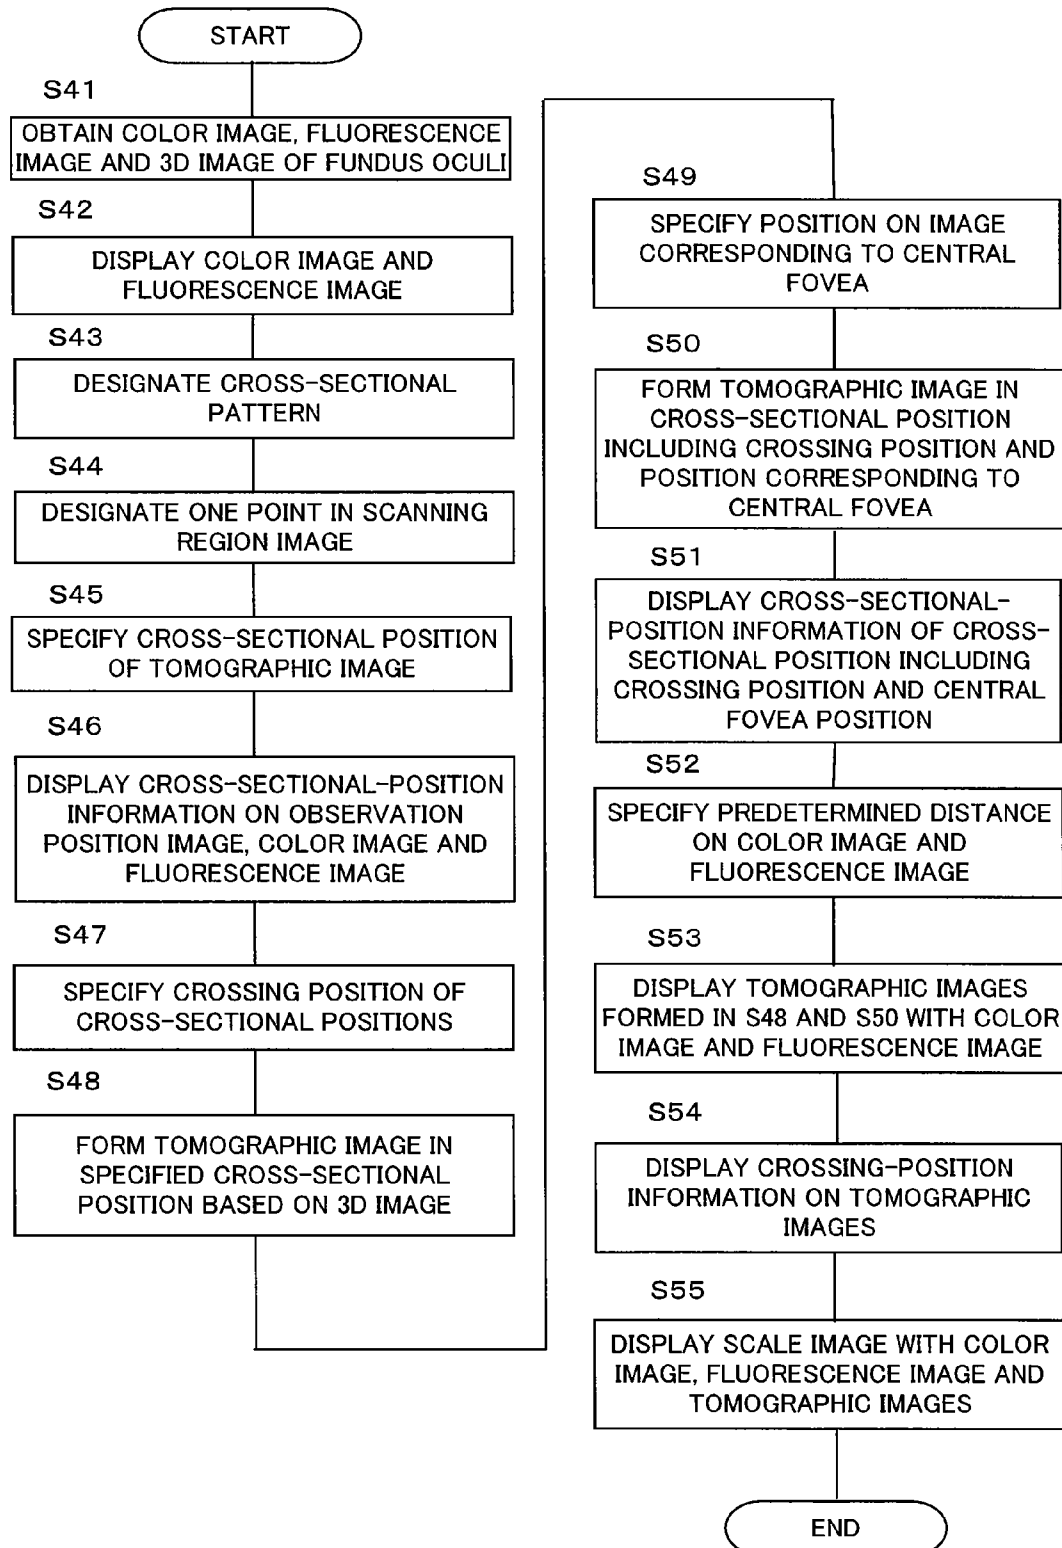 START
S41
OBTAIN COLOR IMAGE, FLUORESCENCE
IMAGE AND 3D IMAGE OF FUNDUS OCULI
S42
DISPLAY COLOR IMAGE AND
FLUORESCENCE IMAGE
S43
DESIGNATE CROSS-SECTIONAL
PATTERN
S44
DESIGNATE ONE POINT IN SCANNING
REGION IMAGE
S45
SPECIFY CROSS-SECTIONAL POSITION
OF TOMOGRAPHIC IMAGE
S46
DISPLAY CROSS-SECTIONAL-POSITION
INFORMATION ON OBSERVATION
POSITION IMAGE, COLOR IMAGE AND
FLUORESCENCE IMAGE
S47
SPECIFY CROSSING POSITION OF
CROSS-SECTIONAL POSITIONS
S48
FORM TOMOGRAPHIC IMAGE IN
SPECIFIED CROSS-SECTIONAL
POSITION BASED ON 3D IMAGE
S49
SPECIFY POSITION ON IMAGE
CORRESPONDING TO CENTRAL
FOVEA
S50
FORM TOMOGRAPHIC IMAGE IN
CROSS-SECTIONAL POSITION
INCLUDING CROSSING POSITION AND
POSITION CORRESPONDING TO
CENTRAL FOVEA
S51
DISPLAY CROSS-SECTIONAL-
POSITION INFORMATION OF CROSS-
SECTIONAL POSITION INCLUDING
CROSSING POSITION AND CENTRAL
FOVEA POSITION
S52
SPECIFY PREDETERMINED DISTANCE
ON COLOR IMAGE AND
FLUORESCENCE IMAGE
S53
DISPLAY TOMOGRAPHIC IMAGES
FORMED IN S48 AND S50 WITH COLOR
IMAGE AND FLUORESCENCE IMAGE
S54
DISPLAY CROSSING-POSITION
INFORMATION ON TOMOGRAPHIC
IMAGES
S55
DISPLAY SCALE IMAGE WITH COLOR
IMAGE, FLUORESCENCE IMAGE AND
TOMOGRAPHIC IMAGES
END